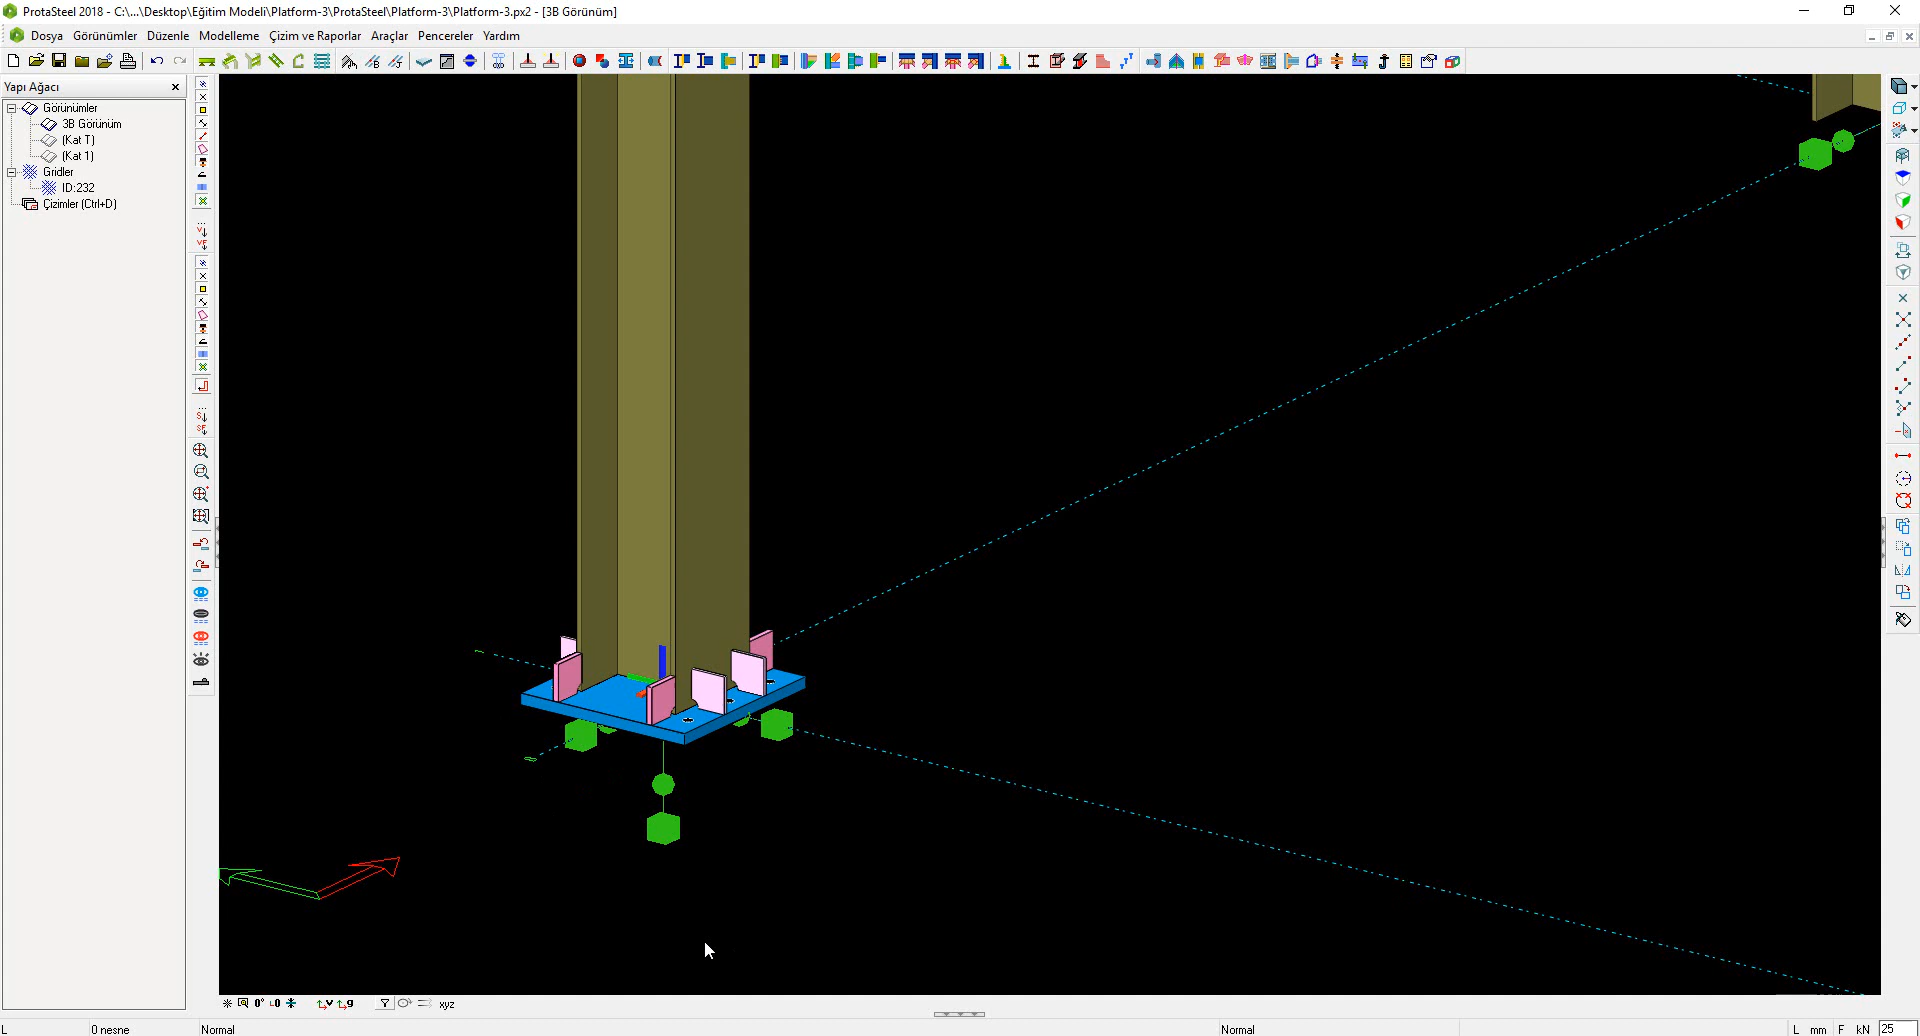 ProtaSteel 2018 - C:\...\Desktop\Eğitim Modeli\Platform-3\ProtaSteel\Platform-3\Platform-3.px2 - [3B Görünüm]
Dosya Görünümler Düzenle Modelleme Çizim ve Raporlar Araçlar Pencereler Yardım
Yapı Ağacı
Görünümler
3B Görünüm
(Kat T)
(Kat 1)
Gridler
ID:232
Çizimler (Ctrl+D)
xyz
L 0 nesne Normal Normal L mm F kN 25